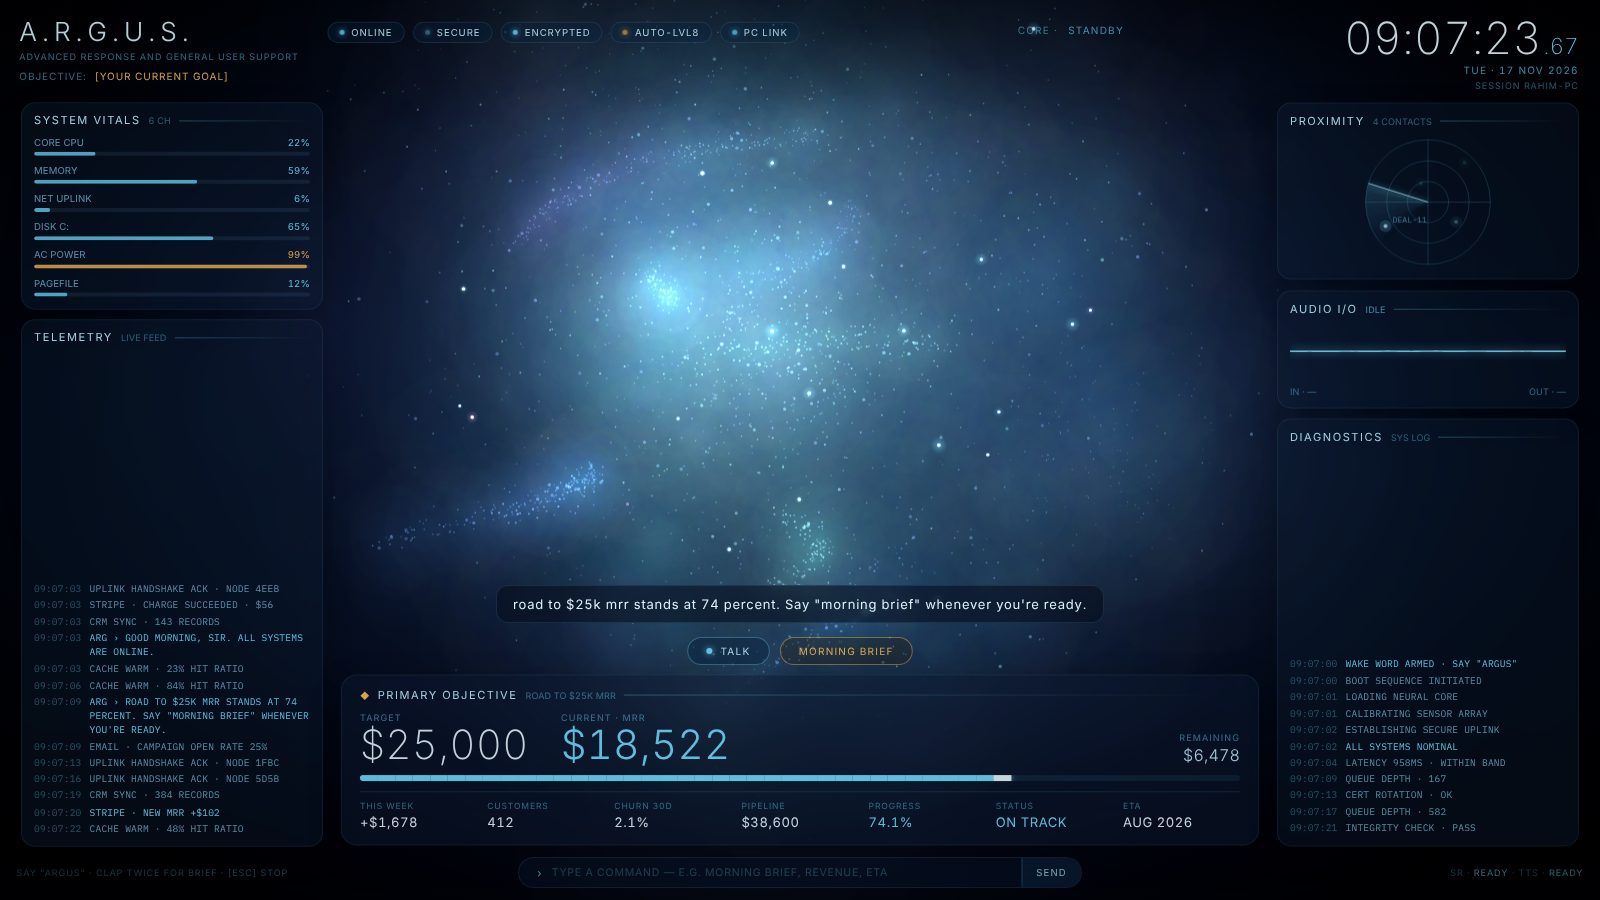 A.R.G.U.S.
ADVANCED RESPONSE AND GENERAL USER SUPPORT
OBJECTIVE: [YOUR CURRENT GOAL]
ONLINE
SECURE
ENCRYPTED
AUTO-LVL8
PC LINK
CORE · STANDBY
09:07:23.67
TUE · 17 NOV 2026
SESSION RAHIM-PC
SYSTEM VITALS 6 CH
CORE CPU 22%
MEMORY 59%
NET UPLINK 6%
DISK C: 65%
AC POWER 99%
PAGEFILE 12%
TELEMETRY LIVE FEED
09:07:03 UPLINK HANDSHAKE ACK · NODE 4EEB
09:07:03 STRIPE · CHARGE SUCCEEDED · $56
09:07:03 CRM SYNC · 143 RECORDS
09:07:03 ARG › GOOD MORNING, SIR. ALL SYSTEMS
ARE ONLINE.
09:07:03 CACHE WARM · 23% HIT RATIO
09:07:06 CACHE WARM · 84% HIT RATIO
09:07:09 ARG › ROAD TO $25K MRR STANDS AT 74
PERCENT. SAY "MORNING BRIEF" WHENEVER
YOU'RE READY.
09:07:09 EMAIL · CAMPAIGN OPEN RATE 25%
09:07:13 UPLINK HANDSHAKE ACK · NODE 1FBC
09:07:16 UPLINK HANDSHAKE ACK · NODE 5D5B
09:07:19 CRM SYNC · 384 RECORDS
09:07:20 STRIPE · NEW MRR +$102
09:07:22 CACHE WARM · 48% HIT RATIO
road to $25k mrr stands at 74 percent. Say "morning brief" whenever you're ready.
TALK
MORNING BRIEF
PRIMARY OBJECTIVE ROAD TO $25K MRR
TARGET
$25,000
CURRENT · MRR
$18,522
REMAINING
$6,478
THIS WEEK
+$1,678
CUSTOMERS
412
CHURN 30D
2.1%
PIPELINE
$38,600
PROGRESS
74.1%
STATUS
ON TRACK
ETA
AUG 2026
PROXIMITY 4 CONTACTS
DEAL-11
AUDIO I/O IDLE
IN · —
OUT · —
DIAGNOSTICS SYS LOG
09:07:00 WAKE WORD ARMED · SAY "ARGUS"
09:07:00 BOOT SEQUENCE INITIATED
09:07:01 LOADING NEURAL CORE
09:07:01 CALIBRATING SENSOR ARRAY
09:07:02 ESTABLISHING SECURE UPLINK
09:07:02 ALL SYSTEMS NOMINAL
09:07:04 LATENCY 958MS · WITHIN BAND
09:07:09 QUEUE DEPTH · 167
09:07:13 CERT ROTATION · OK
09:07:17 QUEUE DEPTH · 582
09:07:21 INTEGRITY CHECK · PASS
SAY "ARGUS" · CLAP TWICE FOR BRIEF · [ESC] STOP
› TYPE A COMMAND — E.G. MORNING BRIEF, REVENUE, ETA
SEND
SR · READY · TTS · READY